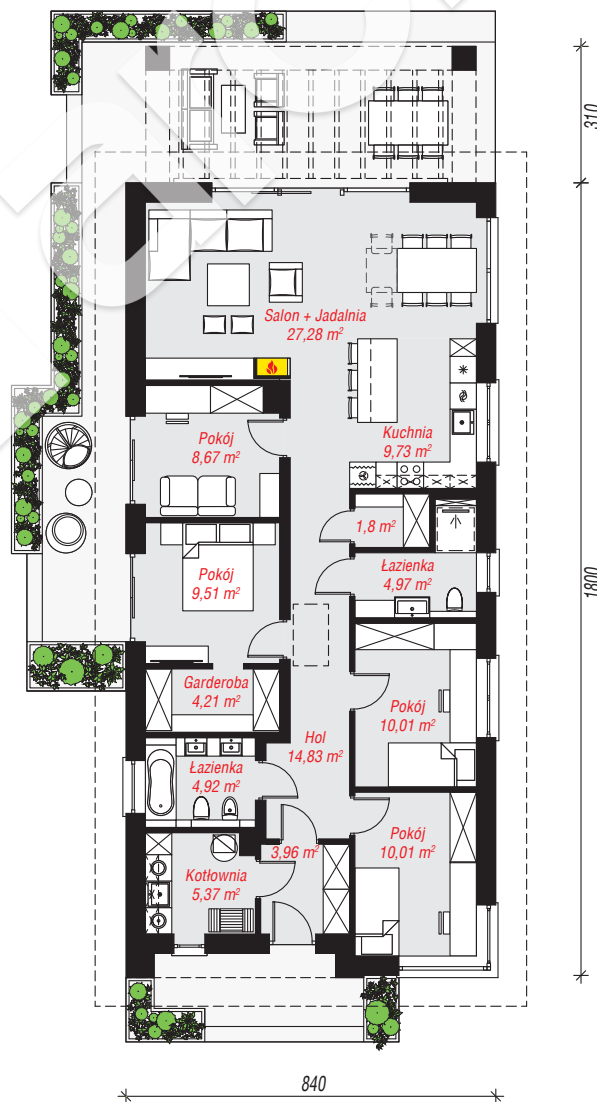 310
Salon + Jadalnia
27,28 m²
Pokój
8,67 m²
Kuchnia
9,73 m²
1,8 m²
Łazienka
4,97 m²
Pokój
9,51 m²
1800
Garderoba
4,21 m²
Pokój
10,01 m²
Hol
14,83 m²
Łazienka
4,92 m²
Pokój
10,01 m²
3,96 m²
Kotłownia
5,37 m²
840